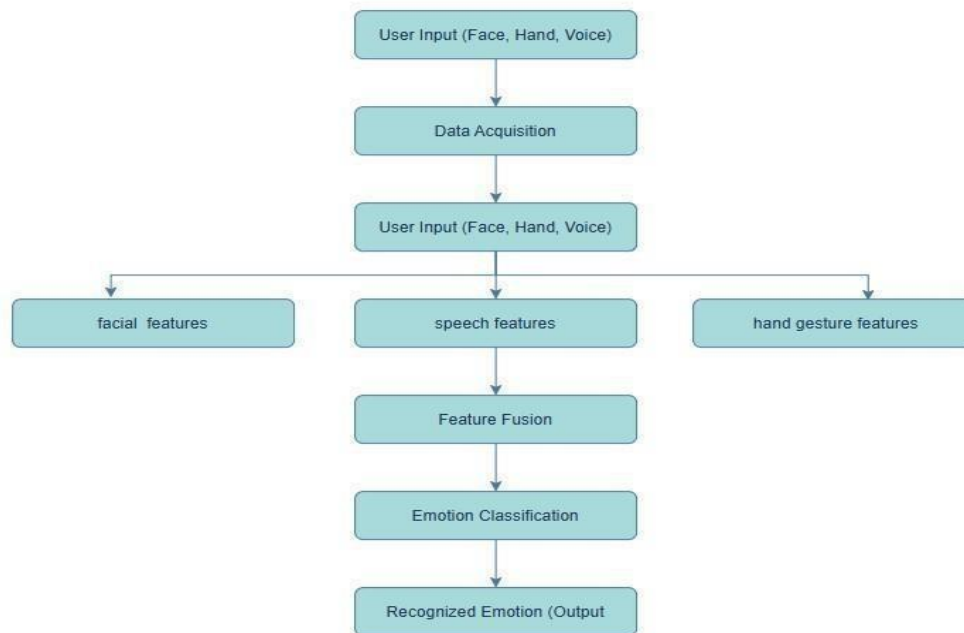 User Input (Face, Hand, Voice)
Data Acquisition
User Input (Face, Hand, Voice)
facial features
speech features
hand gesture features
Feature Fusion
Emotion Classification
Recognized Emotion (Output